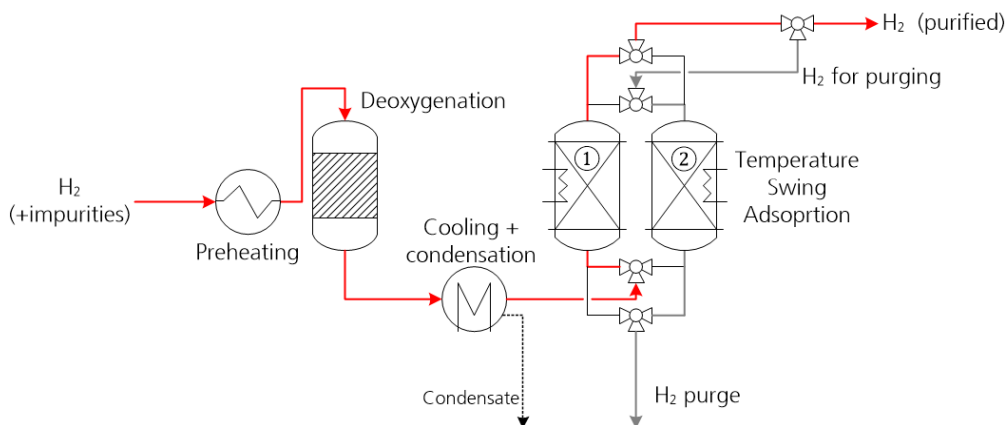 H₂ (purified)
H₂ for purging
Deoxygenation
①
②
Temperature
Swing
Adsoprtion
H₂
(+impurities)
Preheating
Cooling +
condensation
Condensate
H₂ purge